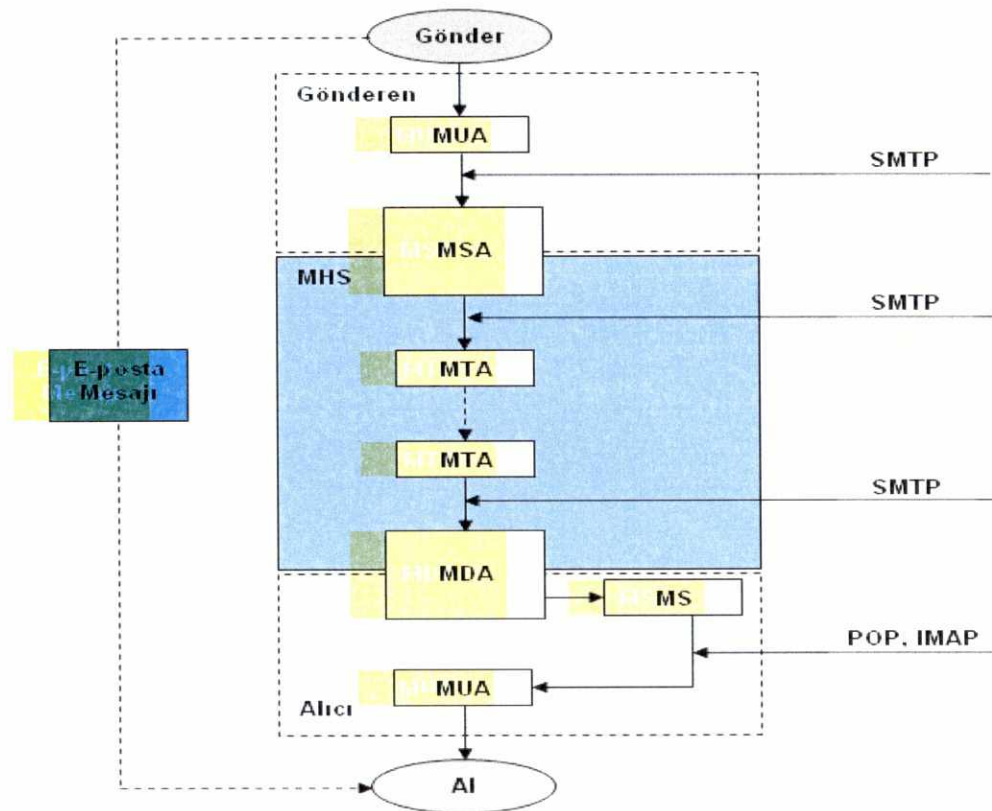 Gönder
Gönderen
MUA
SMTP
MSA
MHS
SMTP
MTA
E-posta
Mesajı
MTA
SMTP
MDA
MS
POP, IMAP
MUA
Alıcı
Al